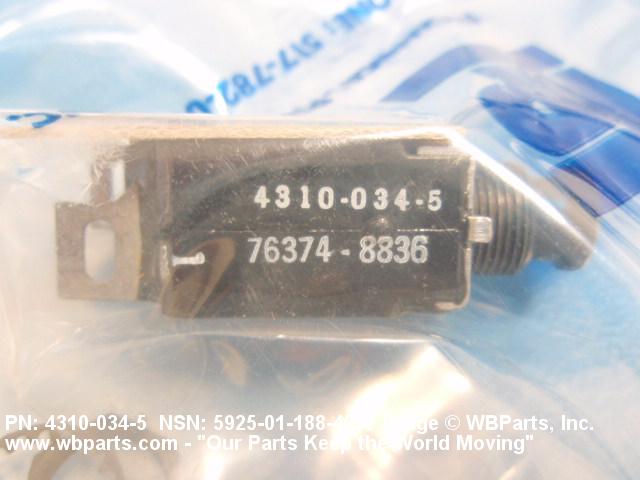 4310-034-5
76374-8836
PN: 4310-034-5 NSN: 5925-01-188- © WBParts, Inc.
www.wbparts.com - "Our Parts Keep the World Moving"